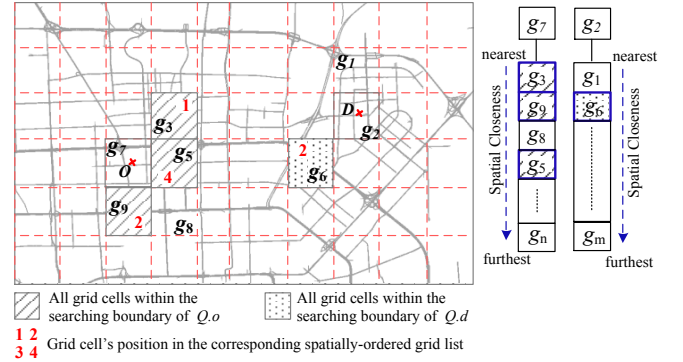 g1
1
D
g3
g2
g7
g5
2
O
4
g6
g9
2
g8
g7
g2
nearest
nearest
g3
g1
g9
g6
g8
g5
Spatial Closeness
Spatial Closeness
gn
gm
furthest
furthest
All grid cells within the
searching boundary of Q.o
All grid cells within the
searching boundary of Q.d
1 2
3 4
Grid cell's position in the corresponding spatially-ordered grid list